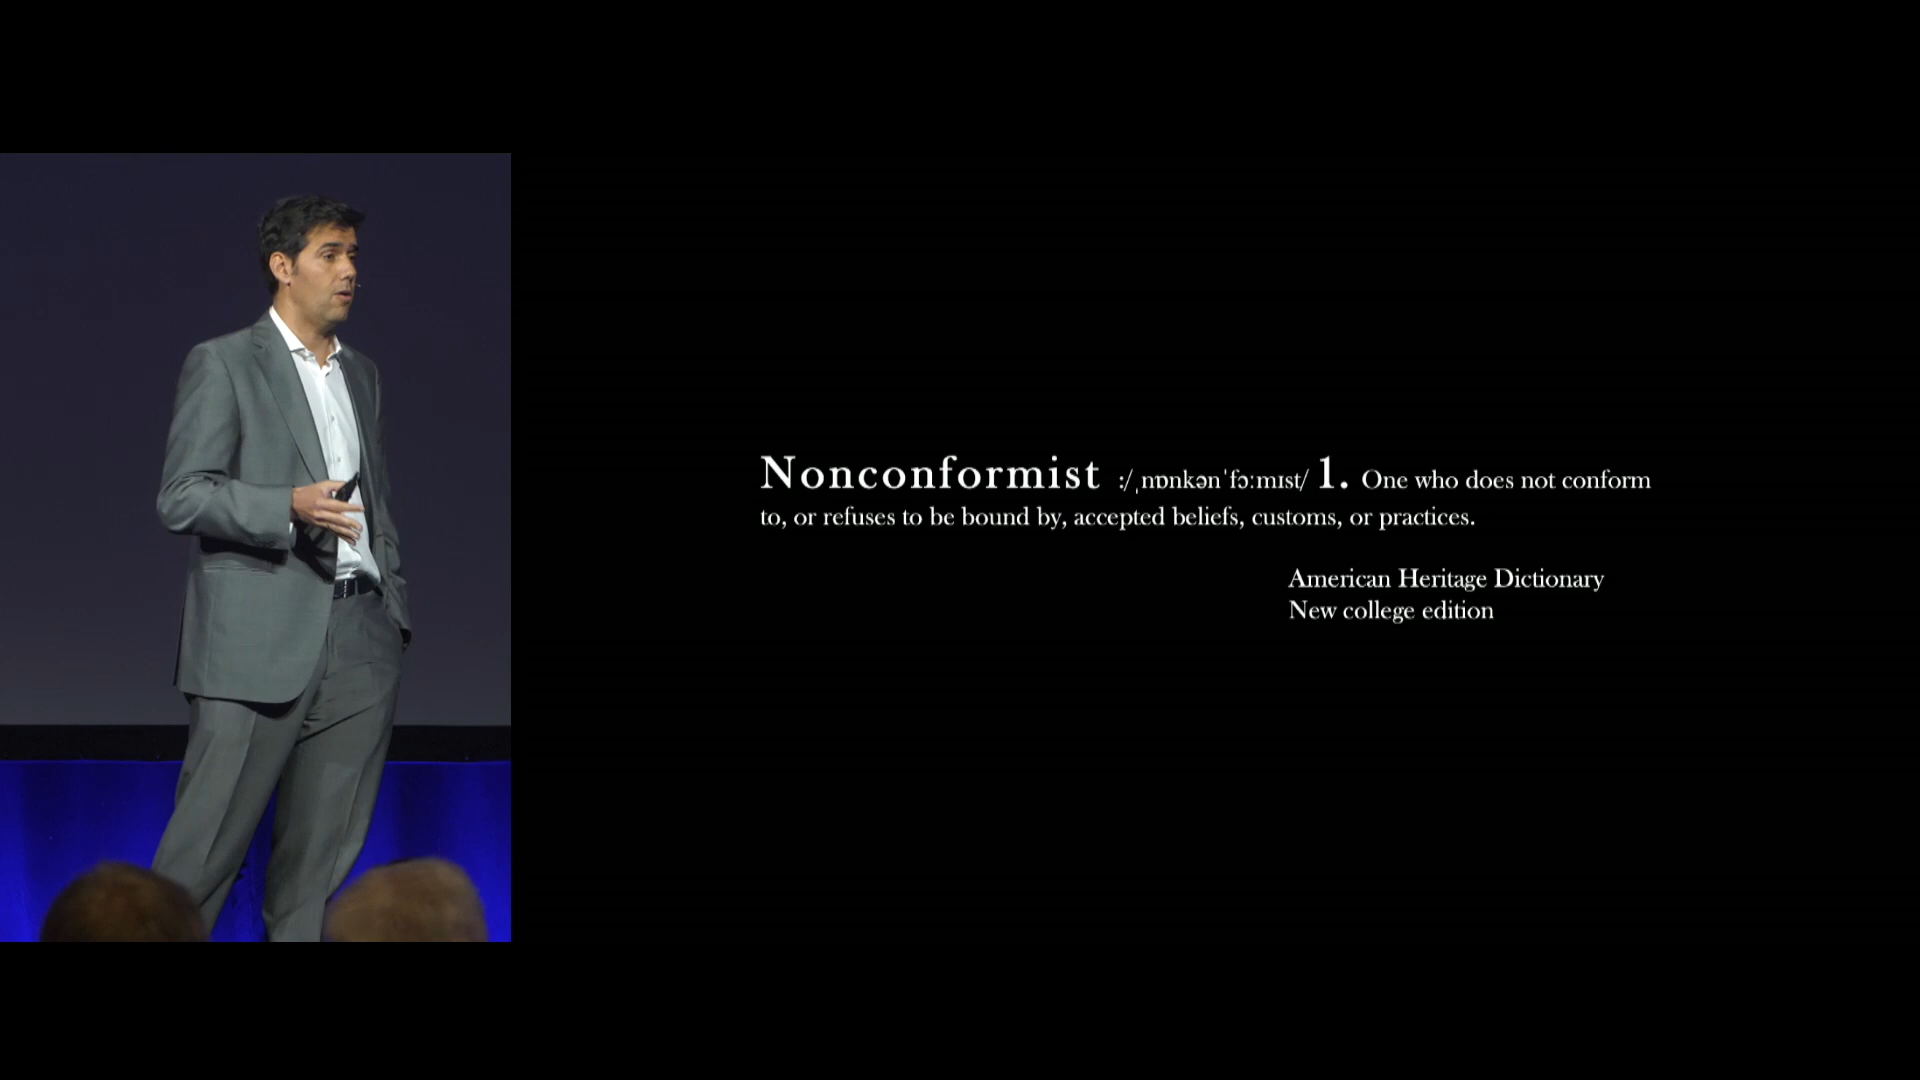 Nonconformist :/ˌnɒnkənˈfɔːmɪst/ 1. One who does not conform
to, or refuses to be bound by, accepted beliefs, customs, or practices.
American Heritage Dictionary
New college edition